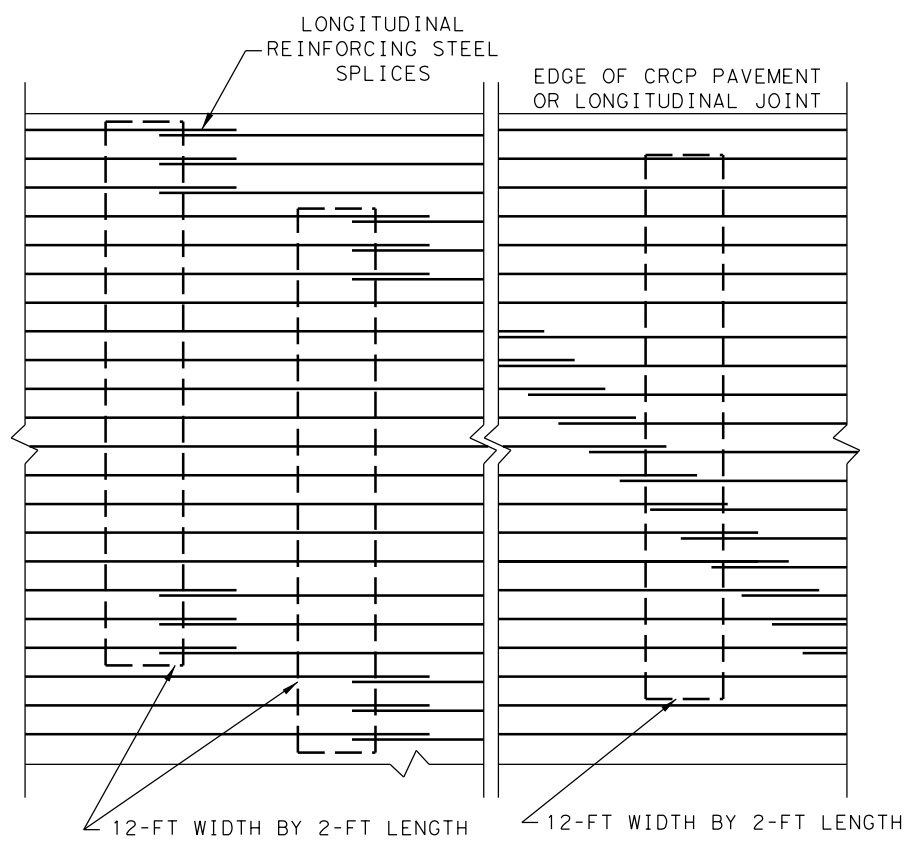 LONGITUDINAL
REINFORCING STEEL
SPLICES
EDGE OF CRCP PAVEMENT
OR LONGITUDINAL JOINT
12-FT WIDTH BY 2-FT LENGTH
12-FT WIDTH BY 2-FT LENGTH